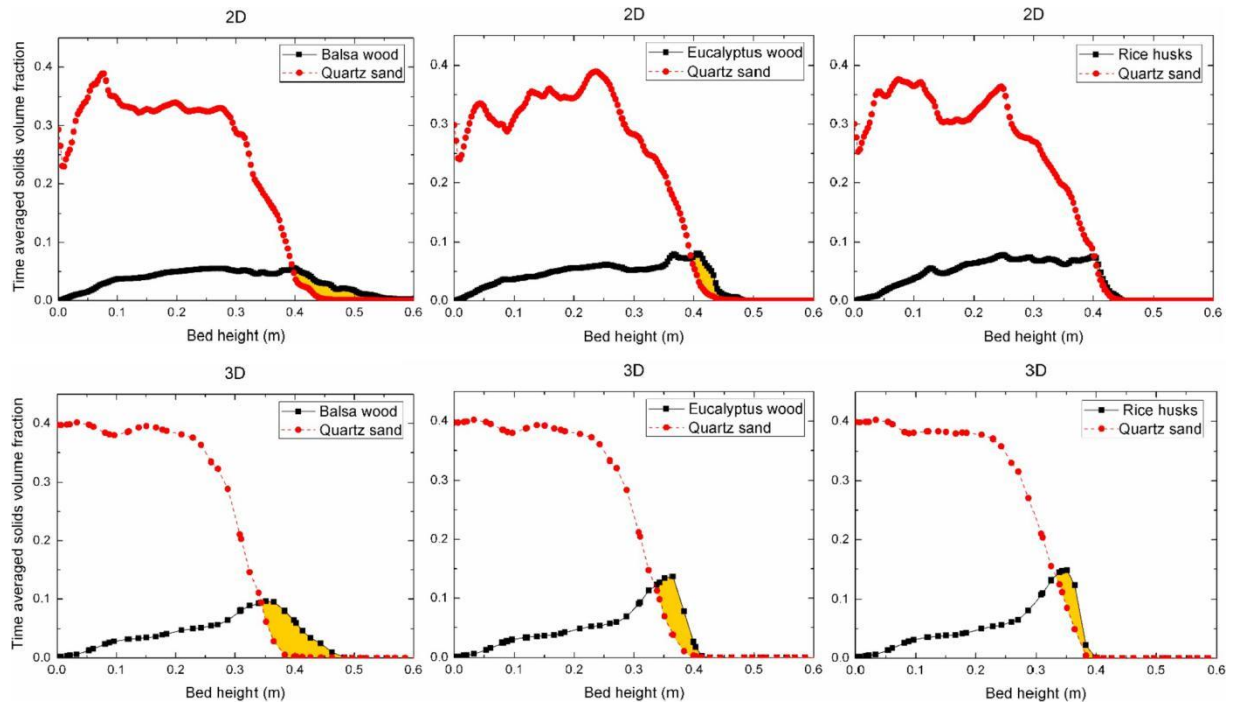 2D
Balsa wood
Quartz sand
Time averaged solids volume fraction
0.4
0.3
0.2
0.1
0.0
0.0 0.1 0.2 0.3 0.4 0.5 0.6
Bed height (m)
2D
Eucalyptus wood
Quartz sand
0.4
0.3
0.2
0.1
0.0
0.0 0.1 0.2 0.3 0.4 0.5 0.6
Bed height (m)
2D
Rice husks
Quartz sand
0.4
0.3
0.2
0.1
0.0
0.0 0.1 0.2 0.3 0.4 0.5 0.6
Bed height (m)
3D
Balsa wood
Quartz sand
Time averaged solids volume fraction
0.4
0.3
0.2
0.1
0.0
0.0 0.1 0.2 0.3 0.4 0.5 0.6
Bed height (m)
3D
Eucalyptus wood
Quartz sand
0.4
0.3
0.2
0.1
0.0
0.0 0.1 0.2 0.3 0.4 0.5 0.6
Bed height (m)
3D
Rice husks
Quartz sand
0.4
0.3
0.2
0.1
0.0
0.0 0.1 0.2 0.3 0.4 0.5 0.6
Bed height (m)